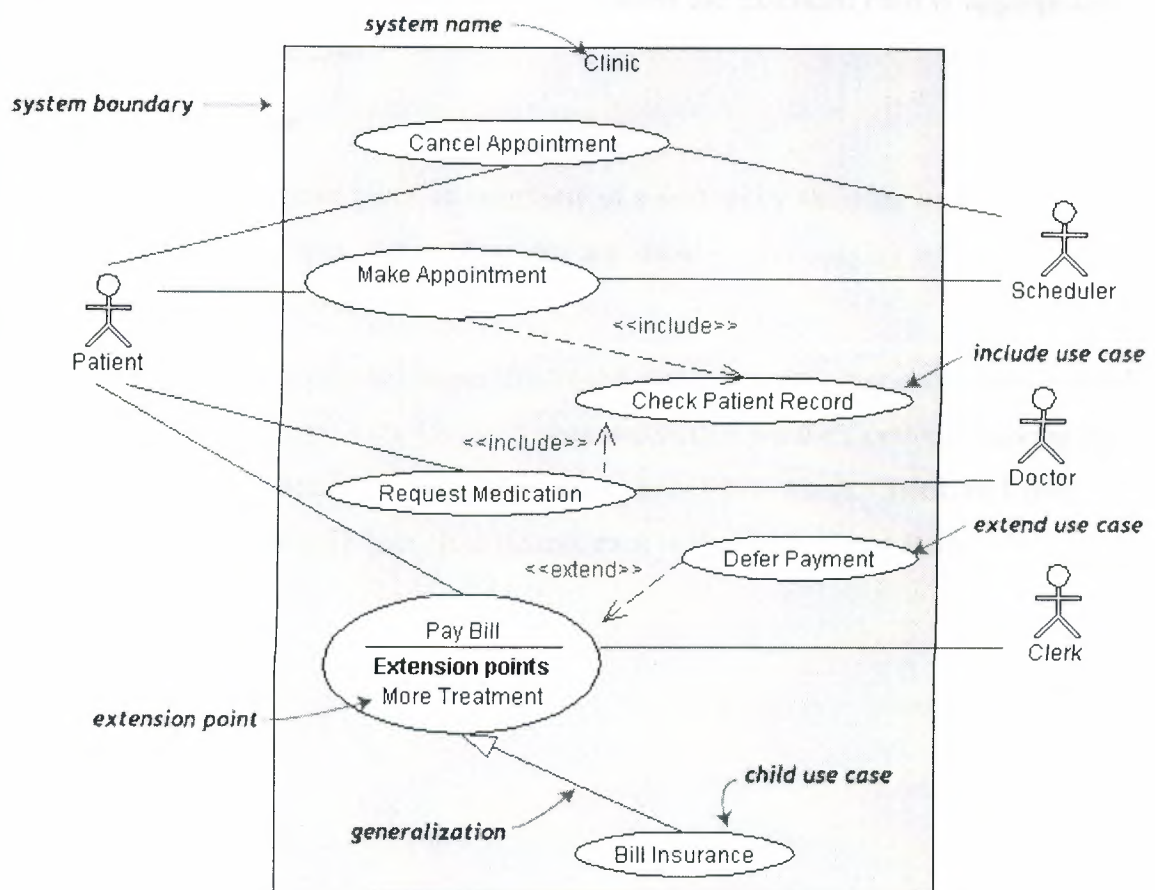 system name
Clinic
system boundary
Cancel Appointment
Make Appointment
Scheduler
<<include>>
Patient
include use case
Check Patient Record
<<include>>
Request Medication
Doctor
extend use case
<<extend>>
Defer Payment
Pay Bill
Clerk
Extension points
More Treatment
extension point
child use case
generalization
Bill Insurance